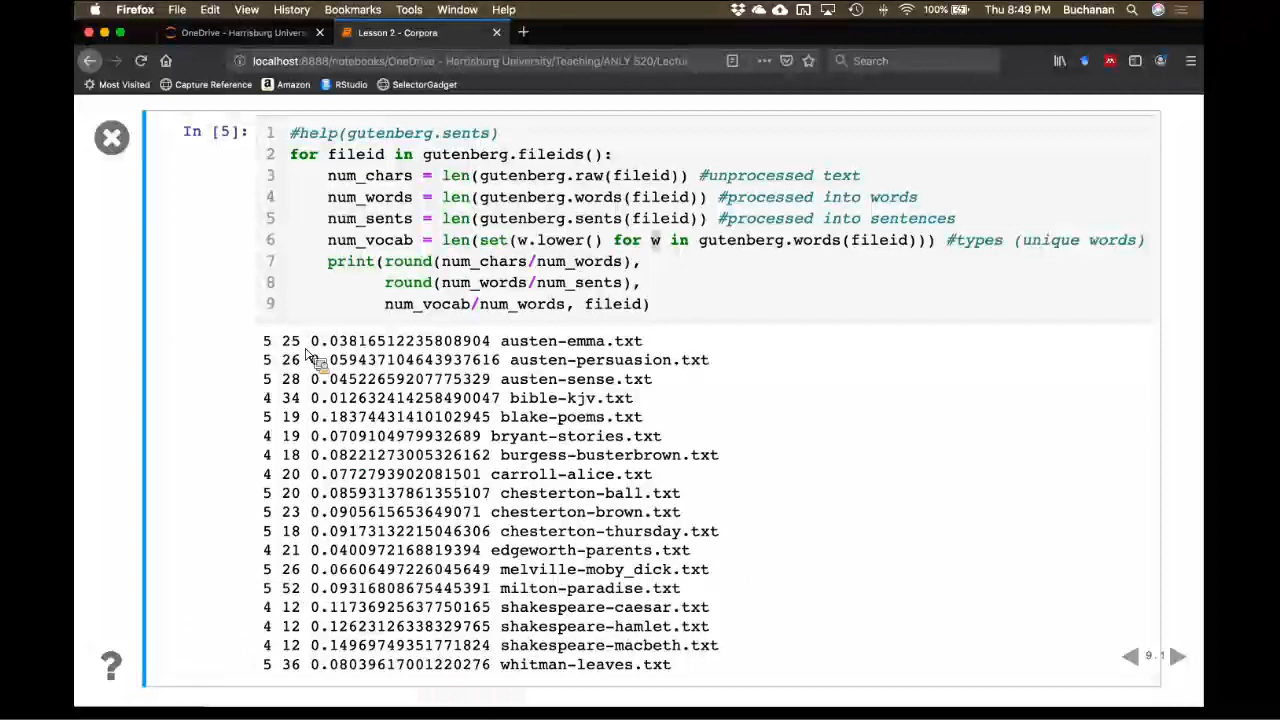 Firefox File Edit View History Bookmarks Tools Window Help 100% Thu 8:49 PM Buchanan
OneDrive - Harrisburg Univers Lesson 2 - Corpora
localhost:8888/notebooks/OneDrive - Harrisburg University/Teaching/ANLY 520/Lectu Search
Most Visited Capture Reference Amazon RStudio SelectorGadget
In [5]:
1 #help(gutenberg.sents)
2 for fileid in gutenberg.fileids():
3 num_chars = len(gutenberg.raw(fileid)) #unprocessed text
4 num_words = len(gutenberg.words(fileid)) #processed into words
5 num_sents = len(gutenberg.sents(fileid)) #processed into sentences
6 num_vocab = len(set(w.lower() for w in gutenberg.words(fileid))) #types (unique words)
7 print(round(num_chars/num_words),
8 round(num_words/num_sents),
9 num_vocab/num_words, fileid)
5 25 0.03816512235808904 austen-emma.txt
5 26 .059437104643937616 austen-persuasion.txt
5 28 0.04522659207775329 austen-sense.txt
4 34 0.012632414258490047 bible-kjv.txt
5 19 0.18374431410102945 blake-poems.txt
4 19 0.0709104979932689 bryant-stories.txt
4 18 0.08221273005326162 burgess-busterbrown.txt
4 20 0.0772793902081501 carroll-alice.txt
5 20 0.08593137861355107 chesterton-ball.txt
5 23 0.0905615653649071 chesterton-brown.txt
5 18 0.09173132215046306 chesterton-thursday.txt
4 21 0.0400972168819394 edgeworth-parents.txt
5 26 0.06606497226045649 melville-moby_dick.txt
5 52 0.09316808675445391 milton-paradise.txt
4 12 0.11736925637750165 shakespeare-caesar.txt
4 12 0.12623126338329765 shakespeare-hamlet.txt
4 12 0.14969749351771824 shakespeare-macbeth.txt
5 36 0.08039617001220276 whitman-leaves.txt
?
9.1